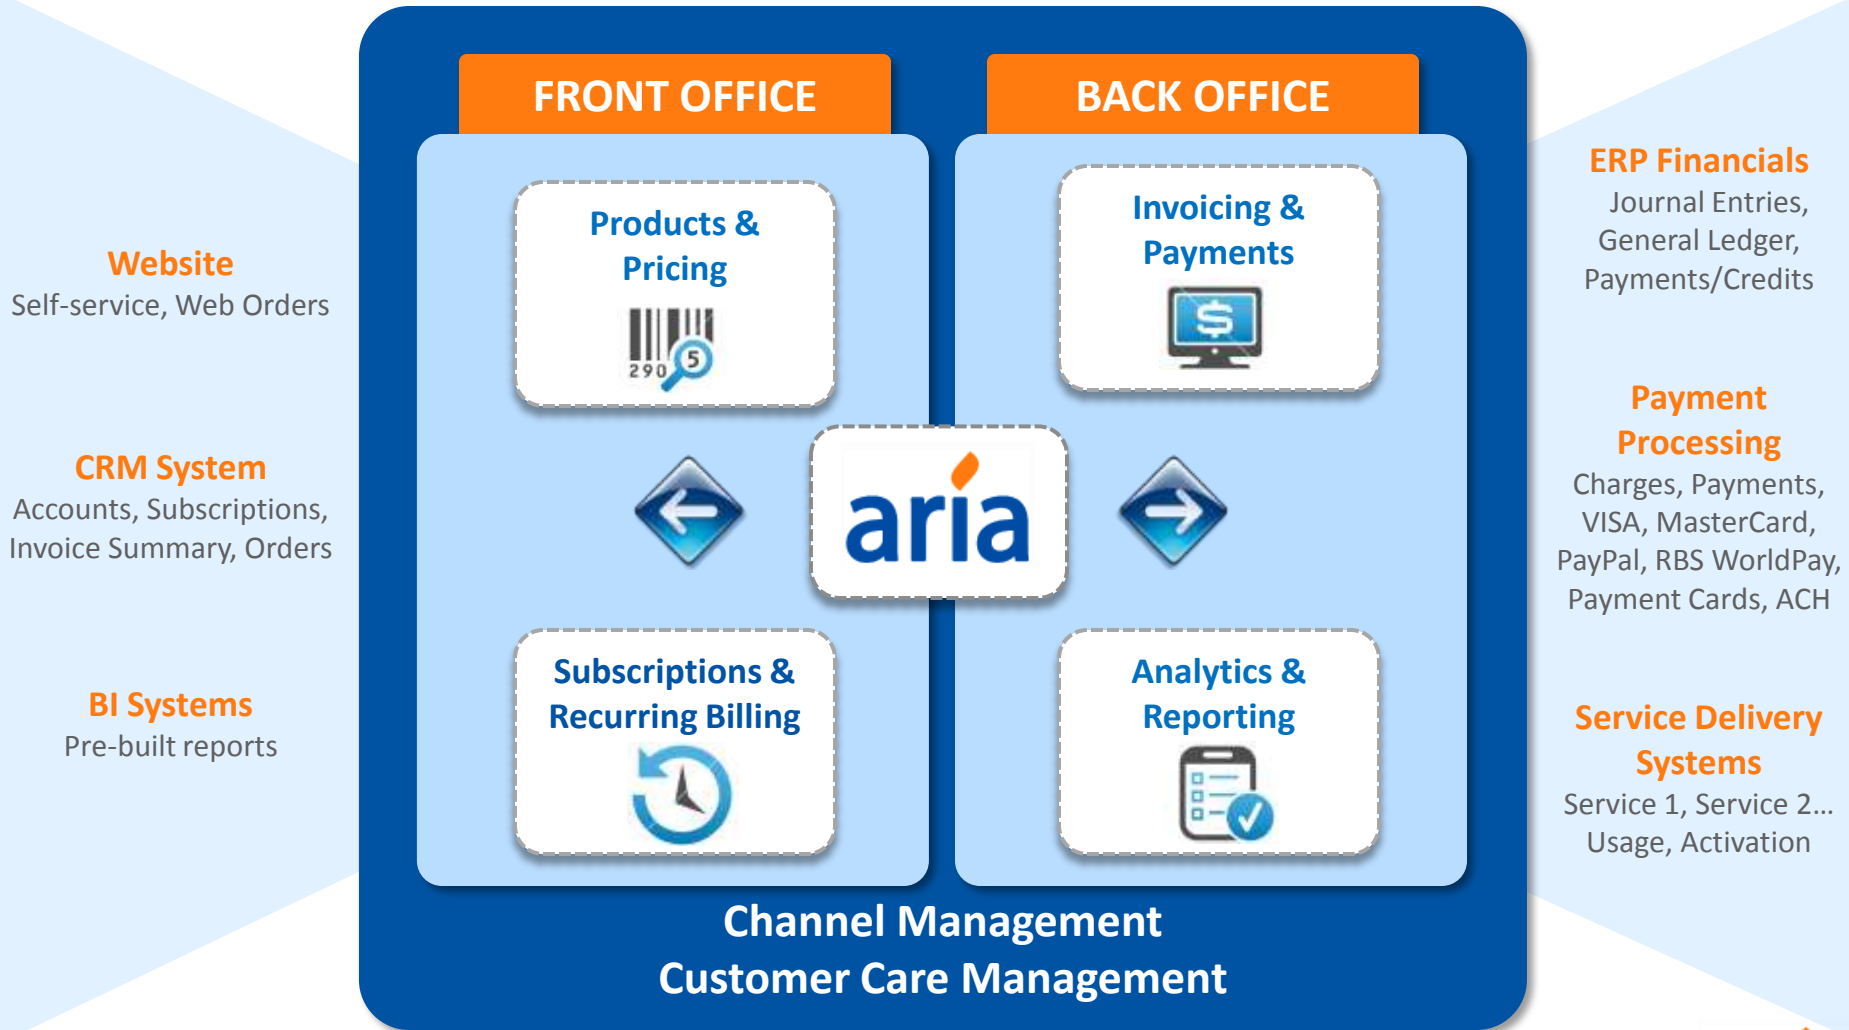 FRONT OFFICE
BACK OFFICE
Website
Self-service, Web Orders
CRM System
Accounts, Subscriptions,
Invoice Summary, Orders
BI Systems
Pre-built reports
Products &
Pricing
290
5
Subscriptions &
Recurring Billing
aria
Invoicing &
Payments
$
Analytics &
Reporting
Channel Management
Customer Care Management
ERP Financials
Journal Entries,
General Ledger,
Payments/Credits
Payment
Processing
Charges, Payments,
VISA, MasterCard,
PayPal, RBS WorldPay,
Payment Cards, ACH
Service Delivery
Systems
Service 1, Service 2...
Usage, Activation